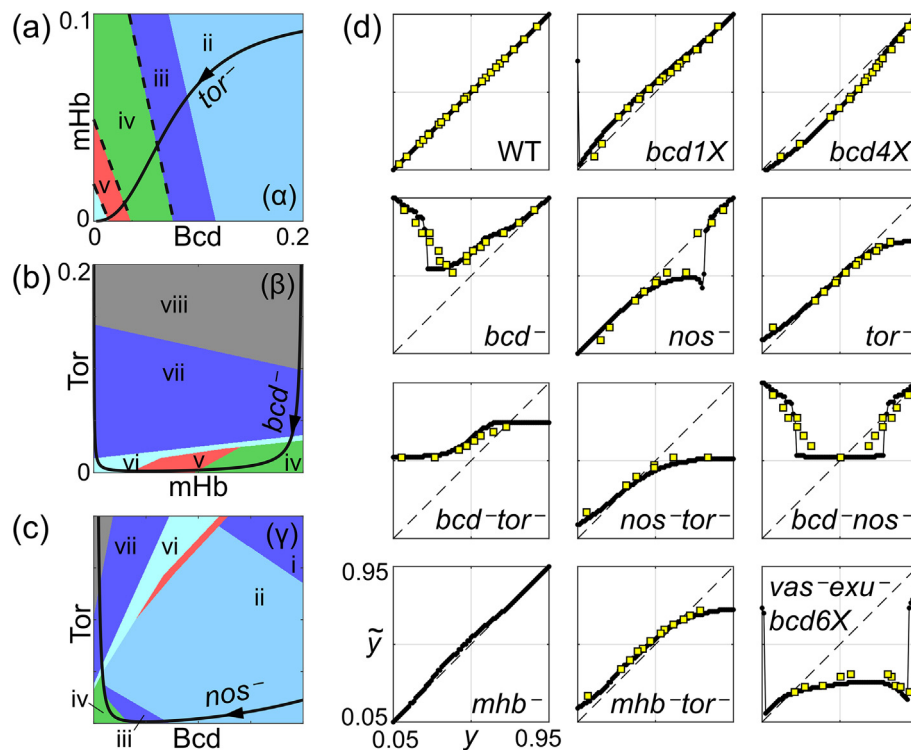 (a)
0.1
mHb
0
0
Bcd
0.2
ii
iii
iv
v
tor⁻
(α)
(b)
0.2
Tor
0
mHb
(β)
viii
vii
vi
v
iv
bcd⁻
(c)
Tor
Bcd
(γ)
vii
vi
i
ii
iv
iii
nos⁻
(d)
WT
bcd1X
bcd4X
bcd⁻
nos⁻
tor⁻
bcd⁻tor⁻
nos⁻tor⁻
bcd⁻nos⁻
0.95
ỹ
0.05
0.05
y
0.95
mhb⁻
mhb⁻tor⁻
vas⁻exu⁻
bcd6X